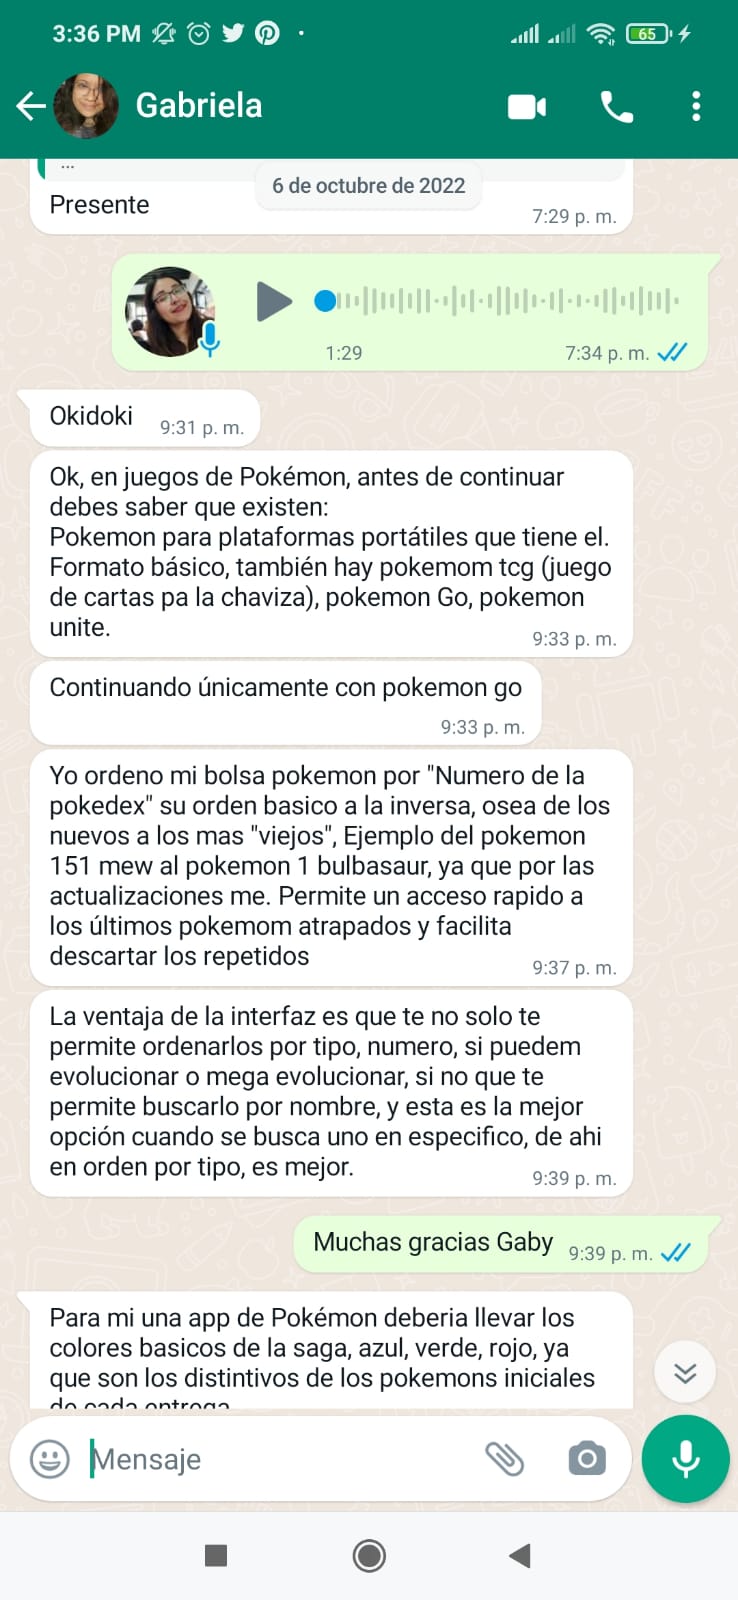 3:36 PM
65
Gabriela
...
6 de octubre de 2022
Presente
7:29 p. m.
1:29
7:34 p. m.
Okidoki
9:31 p. m.
Ok, en juegos de Pokémon, antes de continuar
debes saber que existen:
Pokemon para plataformas portátiles que tiene el.
Formato básico, también hay pokemom tcg (juego
de cartas pa la chaviza), pokemon Go, pokemon
unite.
9:33 p. m.
Continuando únicamente con pokemon go
9:33 p. m.
Yo ordeno mi bolsa pokemon por "Numero de la
pokedex" su orden basico a la inversa, osea de los
nuevos a los mas "viejos", Ejemplo del pokemon
151 mew al pokemon 1 bulbasaur, ya que por las
actualizaciones me. Permite un acceso rapido a
los últimos pokemom atrapados y facilita
descartar los repetidos
9:37 p. m.
La ventaja de la interfaz es que te no solo te
permite ordenarlos por tipo, numero, si puedem
evolucionar o mega evolucionar, si no que te
permite buscarlo por nombre, y esta es la mejor
opción cuando se busca uno en especifico, de ahi
en orden por tipo, es mejor.
9:39 p. m.
Muchas gracias Gaby
9:39 p. m.
Para mi una app de Pokémon deberia llevar los
colores basicos de la saga, azul, verde, rojo, ya
que son los distintivos de los pokemons iniciales
de cada entrega
Mensaje